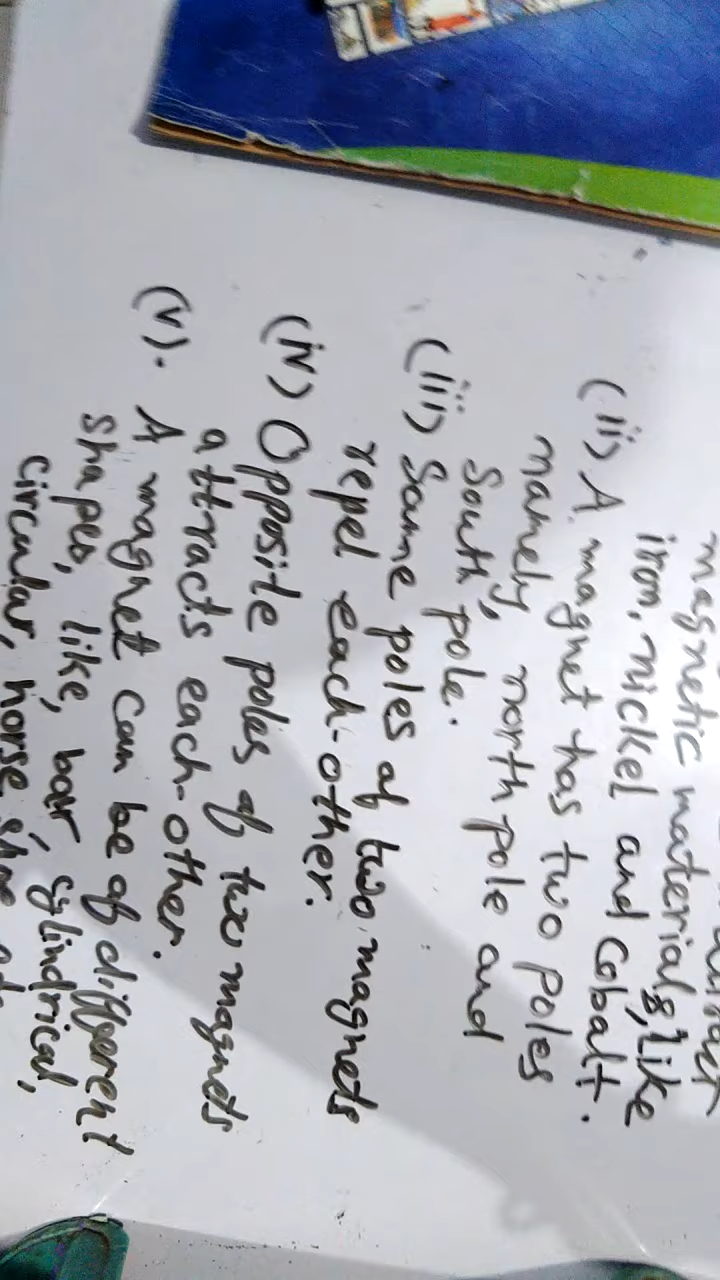 magnetic materials, like
iron, nickel and Cobalt.
(ii) A magnet has two poles
namely, north pole and
South pole.
(iii) Same poles of two magnets
repel each-other.
(iv) Opposite poles of two magnets
attracts each-other.
(v). A magnet can be of different
shapes, like, bar, cylindrical,
circular, horse shoe